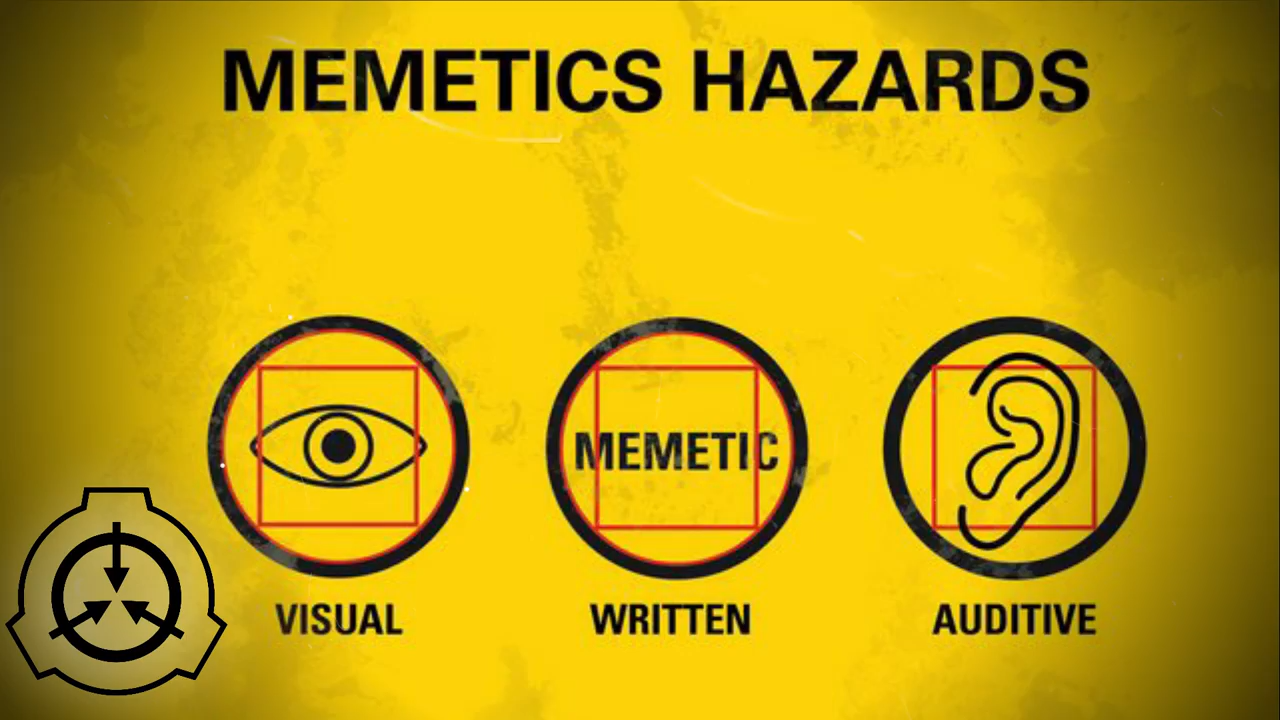 MEMETICS HAZARDS
MEMETIC
VISUAL
WRITTEN
AUDITIVE